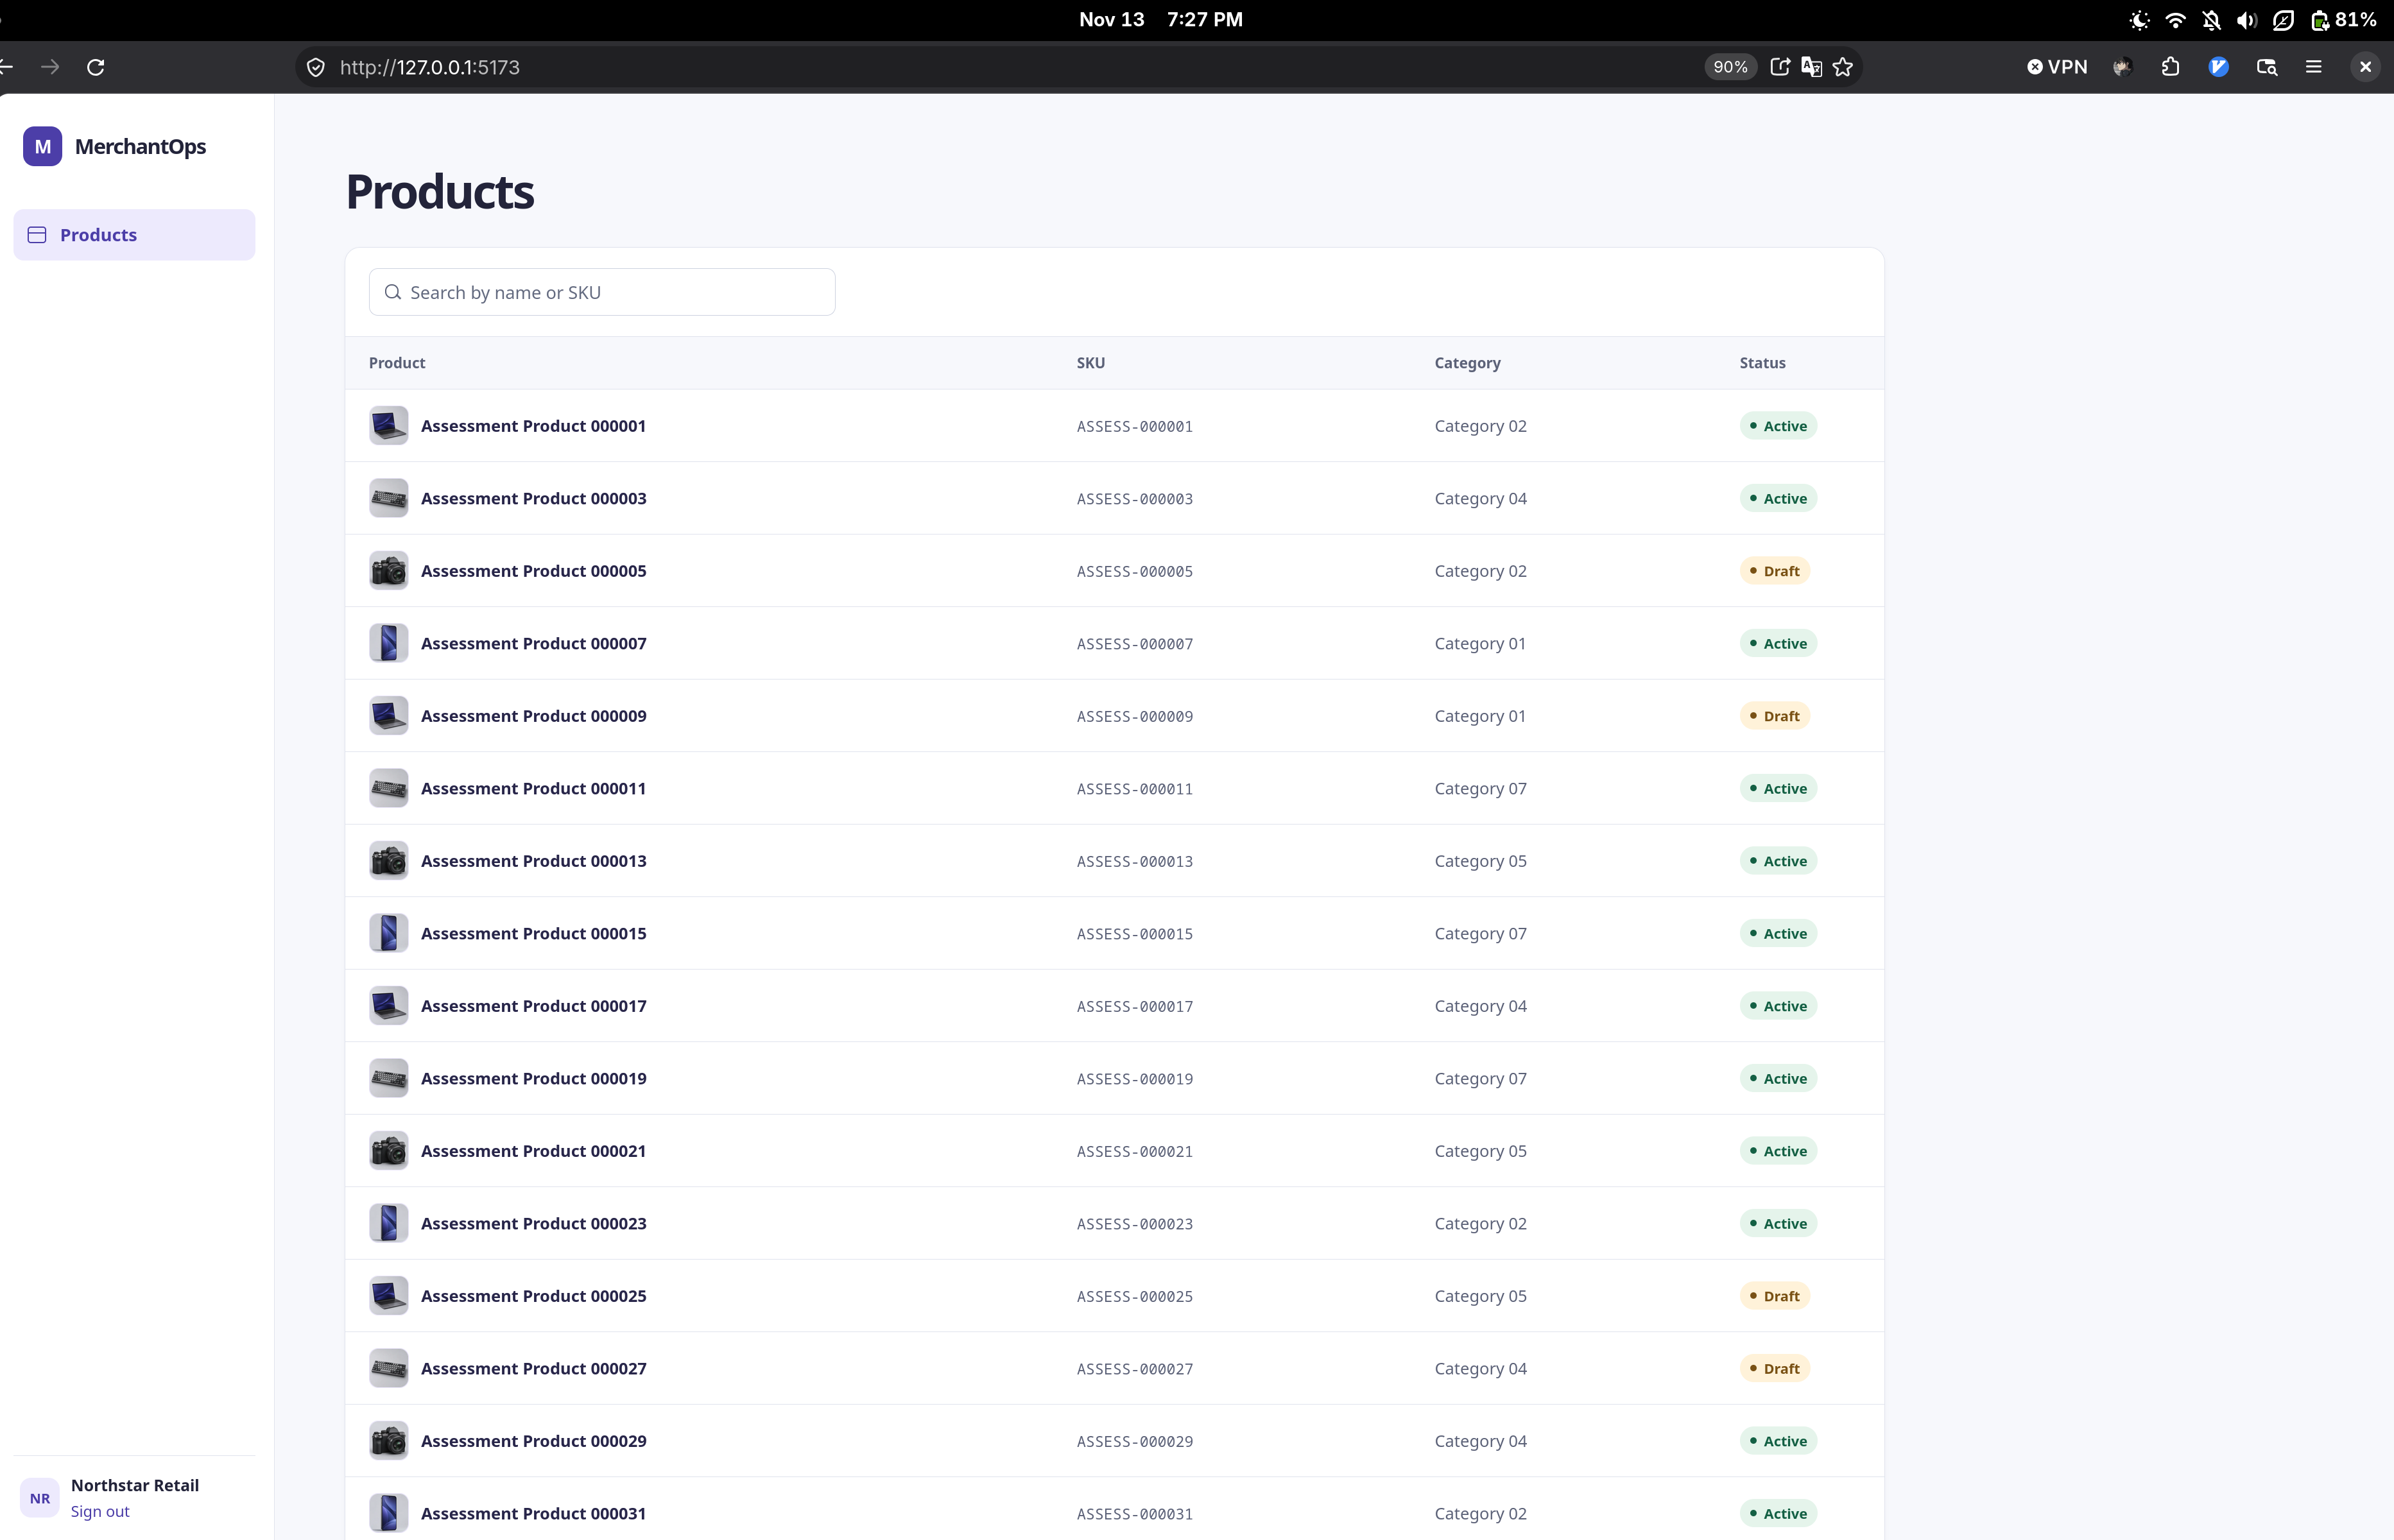 Nov 13 7:27 PM
81%
http://127.0.0.1:5173
90%
VPN
M MerchantOps
Products
Products
Search by name or SKU
Product SKU Category Status
Assessment Product 000001 ASSESS-000001 Category 02 Active
Assessment Product 000003 ASSESS-000003 Category 04 Active
Assessment Product 000005 ASSESS-000005 Category 02 Draft
Assessment Product 000007 ASSESS-000007 Category 01 Active
Assessment Product 000009 ASSESS-000009 Category 01 Draft
Assessment Product 000011 ASSESS-000011 Category 07 Active
Assessment Product 000013 ASSESS-000013 Category 05 Active
Assessment Product 000015 ASSESS-000015 Category 07 Active
Assessment Product 000017 ASSESS-000017 Category 04 Active
Assessment Product 000019 ASSESS-000019 Category 07 Active
Assessment Product 000021 ASSESS-000021 Category 05 Active
Assessment Product 000023 ASSESS-000023 Category 02 Active
Assessment Product 000025 ASSESS-000025 Category 05 Draft
Assessment Product 000027 ASSESS-000027 Category 04 Draft
Assessment Product 000029 ASSESS-000029 Category 04 Active
Assessment Product 000031 ASSESS-000031 Category 02 Active
NR Northstar Retail
Sign out